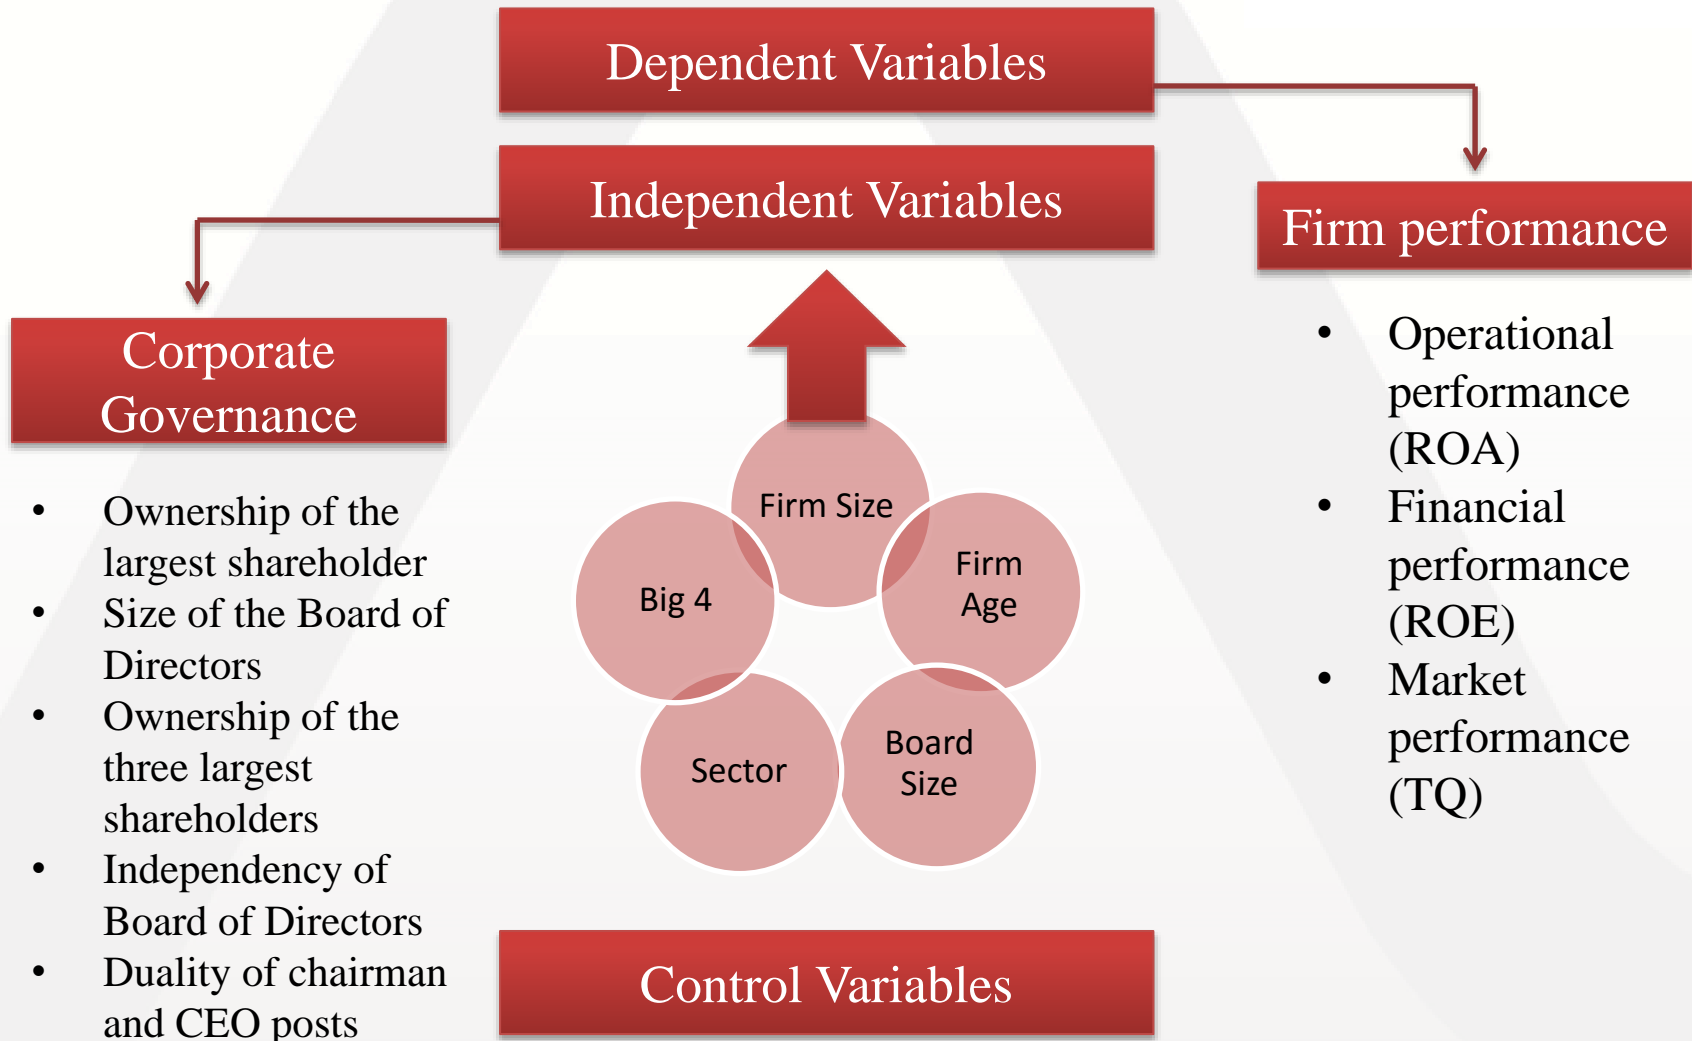 Dependent Variables
Independent Variables
Firm performance
Corporate
Governance
• Ownership of the
largest shareholder
• Size of the Board of
Directors
• Ownership of the
three largest
shareholders
• Independency of
Board of Directors
• Duality of chairman
and CEO posts
Firm Size
Firm
Age
Board
Size
Sector
Big 4
• Operational
performance
(ROA)
• Financial
performance
(ROE)
• Market
performance
(TQ)
Control Variables